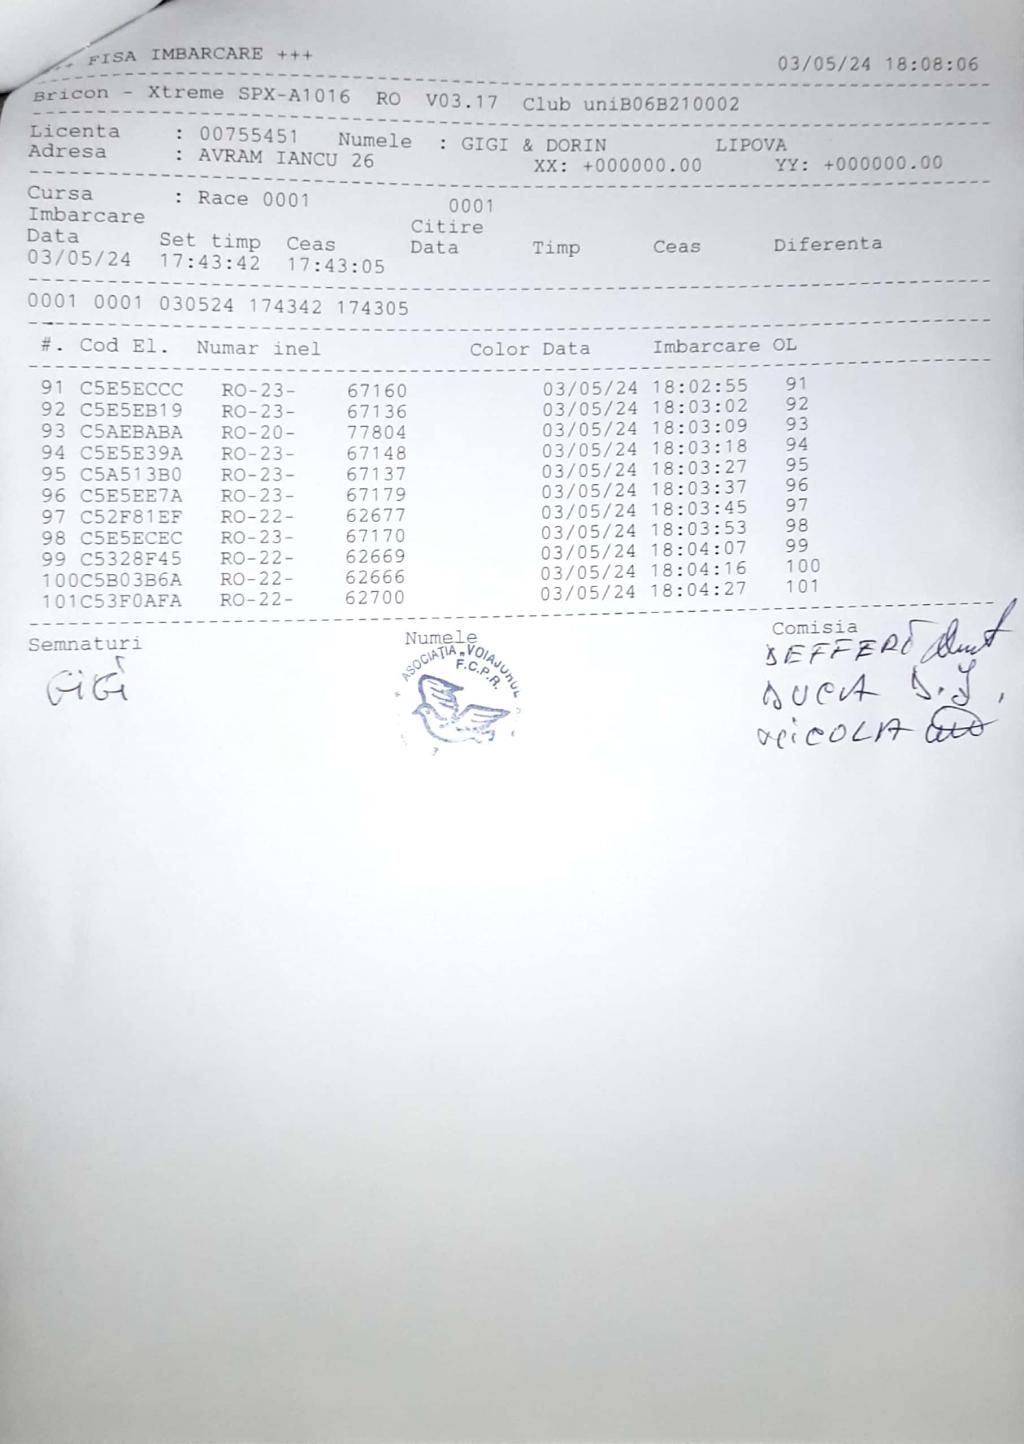 FISA IMBARCARE +++ 03/05/24 18:08:06
Bricon - Xtreme SPX-A1016 RO V03.17 Club uniB06B210002
Licenta : 00755451 Numele : GIGI & DORIN LIPOVA
Adresa : AVRAM IANCU 26 XX: +000000.00 YY: +000000.00
Cursa : Race 0001 0001
Imbarcare Citire
Data Set timp Ceas Data Timp Ceas Diferenta
03/05/24 17:43:42 17:43:05
0001 0001 030524 174342 174305
#. Cod El. Numar inel Color Data Imbarcare OL
91 C5E5ECCC RO-23- 67160 03/05/24 18:02:55 91
92 C5E5EB19 RO-23- 67136 03/05/24 18:03:02 92
93 C5AEBABA RO-20- 77804 03/05/24 18:03:09 93
94 C5E5E39A RO-23- 67148 03/05/24 18:03:18 94
95 C5A513B0 RO-23- 67137 03/05/24 18:03:27 95
96 C5E5EE7A RO-23- 67179 03/05/24 18:03:37 96
97 C52F81EF RO-22- 62677 03/05/24 18:03:45 97
98 C5E5ECEC RO-23- 67170 03/05/24 18:03:53 98
99 C5328F45 RO-22- 62669 03/05/24 18:04:07 99
100C5B03B6A RO-22- 62666 03/05/24 18:04:16 100
101C53F0AFA RO-22- 62700 03/05/24 18:04:27 101
Semnaturi Numele Comisia
GiGi
ASOCIAȚIA „VOIAJORUL
F.C.P.R.
DUCA D.J.